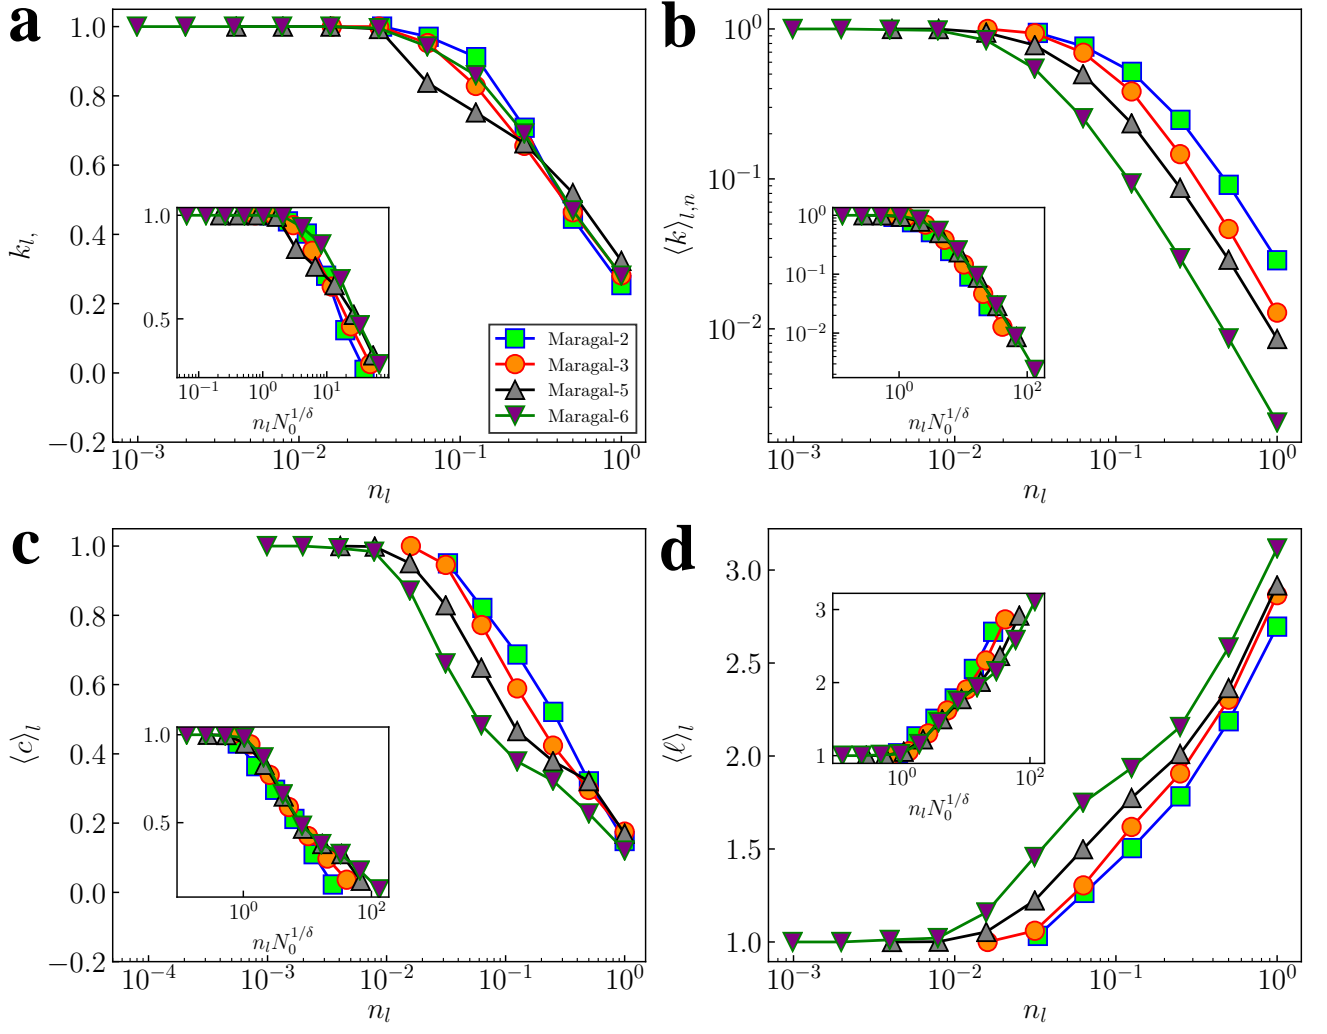 a
1.0
0.8
0.6
0.4
0.2
0.0
−0.2
k_{l,}
10^{−3}
10^{−2}
10^{−1}
10^0
n_l
1.0
0.5
10^{−1}
10^0
10^1
n_l N_0^{1/δ}
Maragal-2
Maragal-3
Maragal-5
Maragal-6
b
10^0
10^{−1}
10^{−2}
⟨k⟩_{l,n}
10^{−3}
10^{−2}
10^{−1}
10^0
n_l
10^0
10^{−1}
10^{−2}
10^0
10^2
n_l N_0^{1/δ}
c
1.0
0.8
0.6
0.4
0.2
0.0
−0.2
⟨c⟩_l
10^{−4}
10^{−3}
10^{−2}
10^{−1}
10^0
n_l
1.0
0.5
10^0
10^2
n_l N_0^{1/δ}
d
3.0
2.5
2.0
1.5
1.0
⟨ℓ⟩_l
10^{−3}
10^{−2}
10^{−1}
10^0
n_l
3
2
1
10^0
10^2
n_l N_0^{1/δ}